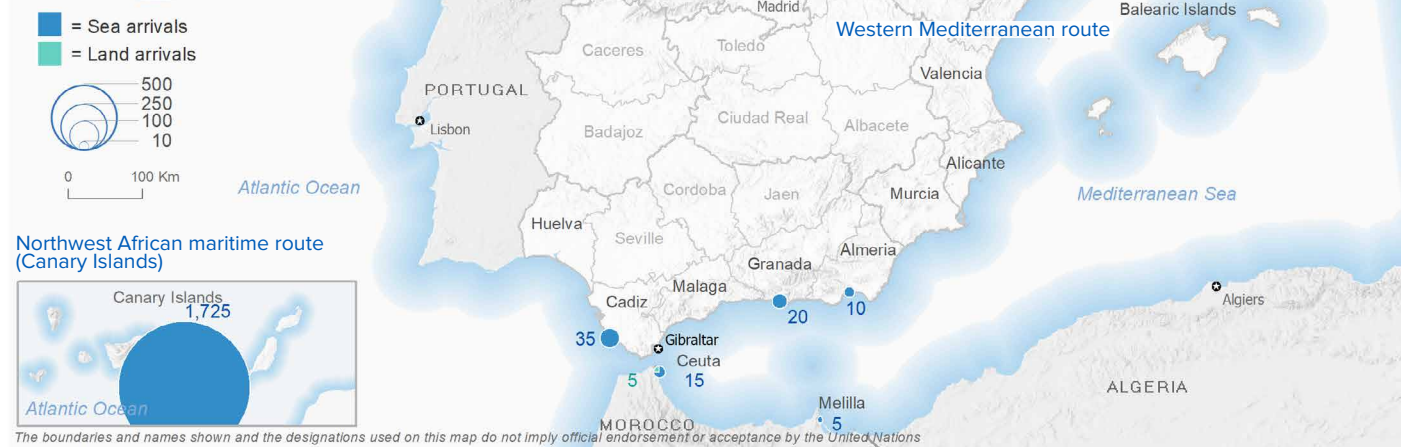 = Sea arrivals
= Land arrivals
500
250
100
10
0 100 Km
Northwest African maritime route
(Canary Islands)
Canary Islands
1,725
Atlantic Ocean
Atlantic Ocean
PORTUGAL
Lisbon
Madrid
Western Mediterranean route
Balearic Islands
Caceres
Toledo
Valencia
Badajoz
Ciudad Real
Albacete
Alicante
Cordoba
Jaen
Murcia
Mediterranean Sea
Huelva
Seville
Almeria
Granada
Malaga
Cadiz
10
20
35
Gibraltar
Ceuta
5
15
Algiers
ALGERIA
Melilla
5
MOROCCO
The boundaries and names shown and the designations used on this map do not imply official endorsement or acceptance by the United Nations